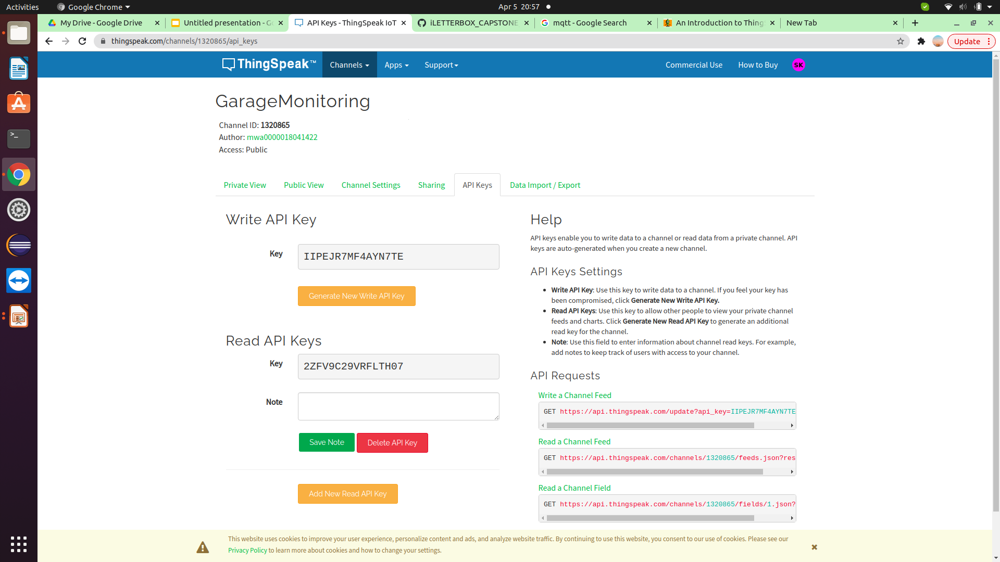 Activities
Google Chrome
Apr 5 20:57
My Drive - Google Drive
Untitled presentation - Go
API Keys - ThingSpeak IoT
iLETTERBOX_CAPSTONE
mqtt - Google Search
An Introduction to Thing
New Tab
thingspeak.com/channels/1320865/api_keys
Update
ThingSpeak™
Channels
Apps
Support
Commercial Use
How to Buy
SK
GarageMonitoring
Channel ID: 1320865
Author: mwa0000018041422
Access: Public
Private View
Public View
Channel Settings
Sharing
API Keys
Data Import / Export
Write API Key
Key
IIPEJR7MF4AYN7TE
Generate New Write API Key
Read API Keys
Key
2ZFV9C29VRFLTH07
Note
Save Note
Delete API Key
Add New Read API Key
Help
API keys enable you to write data to a channel or read data from a private channel. API
keys are auto-generated when you create a new channel.
API Keys Settings
• Write API Key: Use this key to write data to a channel. If you feel your key has
been compromised, click Generate New Write API Key.
• Read API Keys: Use this key to allow other people to view your private channel
feeds and charts. Click Generate New Read API Key to generate an additional
read key for the channel.
• Note: Use this field to enter information about channel read keys. For example,
add notes to keep track of users with access to your channel.
API Requests
Write a Channel Feed
GET https://api.thingspeak.com/update?api_key=IIPEJR7MF4AYN7TE
Read a Channel Feed
GET https://api.thingspeak.com/channels/1320865/feeds.json?res
Read a Channel Field
GET https://api.thingspeak.com/channels/1320865/fields/1.json?
This website uses cookies to improve your user experience, personalize content and ads, and analyze website traffic. By continuing to use this website, you consent to our use of cookies. Please see our
Privacy Policy to learn more about cookies and how to change your settings.